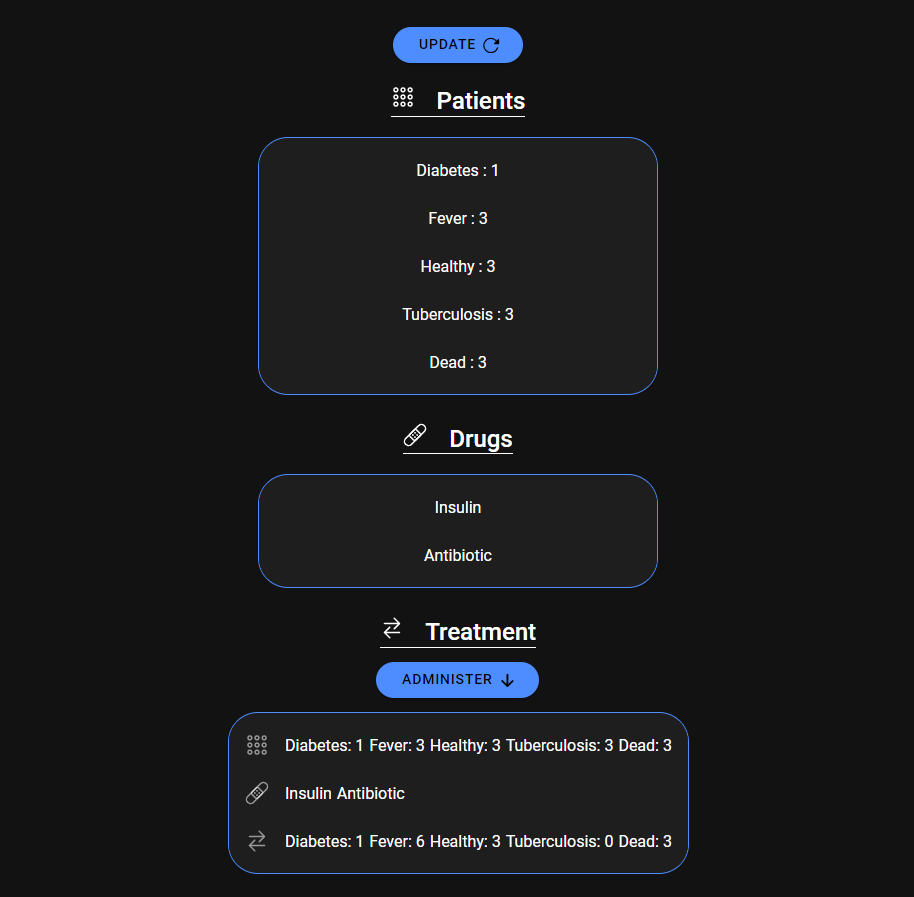 UPDATE
Patients
Diabetes : 1
Fever : 3
Healthy : 3
Tuberculosis : 3
Dead : 3
Drugs
Insulin
Antibiotic
Treatment
ADMINISTER
Diabetes: 1 Fever: 3 Healthy: 3 Tuberculosis: 3 Dead: 3
Insulin Antibiotic
Diabetes: 1 Fever: 6 Healthy: 3 Tuberculosis: 0 Dead: 3